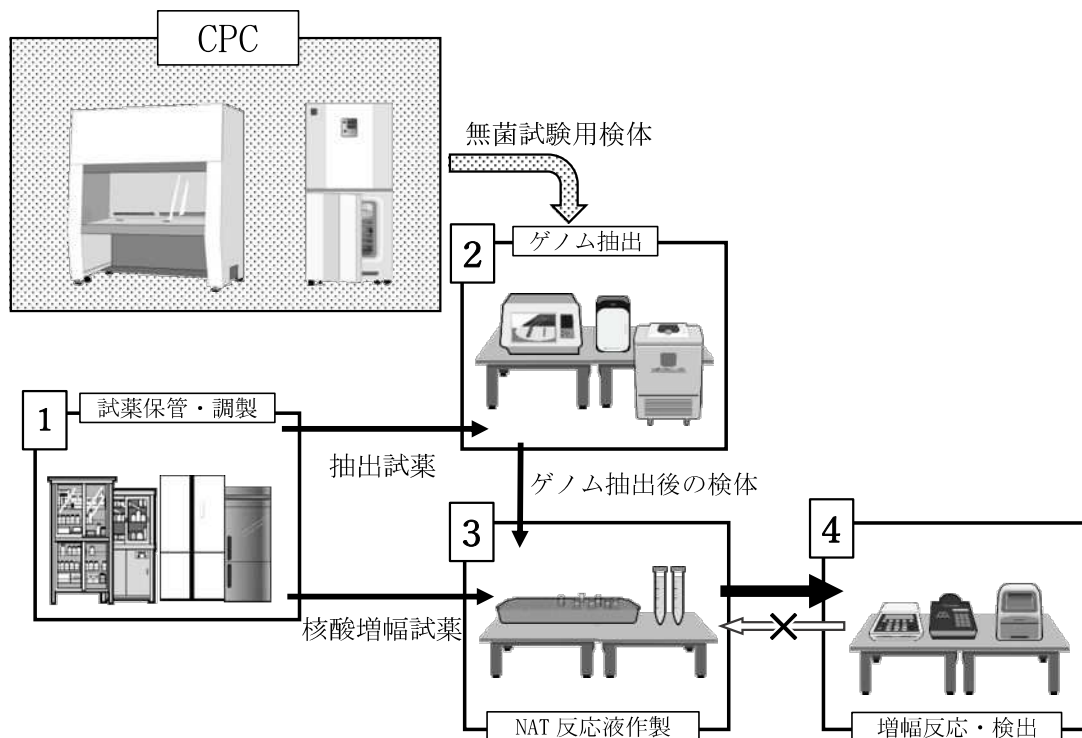 CPC
無菌試験用検体
2
ゲノム抽出
1
試薬保管・調製
抽出試薬
ゲノム抽出後の検体
3
4
核酸増幅試薬
NAT 反応液作製
増幅反応・検出